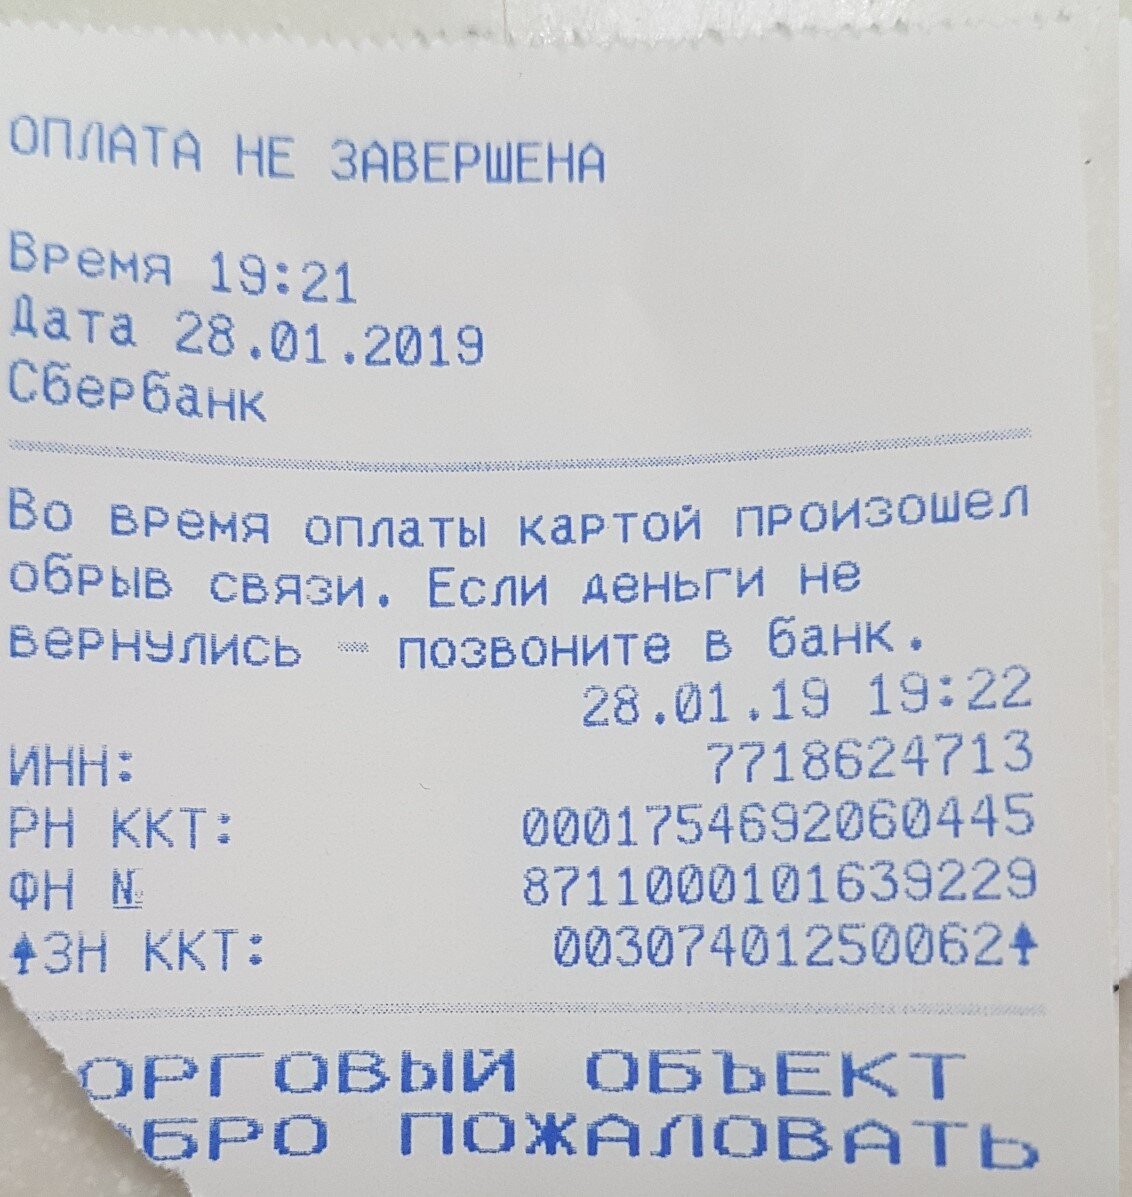 ОПЛАТА НЕ ЗАВЕРШЕНА
Время 19:21
Дата 28.01.2019
Сбербанк
Во время оплаты картой произошел
обрыв связи. Если деньги не
вернулись - позвоните в банк.
28.01.19 19:22
ИНН: 7718624713
РН ККТ: 0001754692060445
ФН № 8711000101639229
ЗН ККТ: 00307401250062
ОРГОВЫЙ ОБЪЕКТ
БРО ПОЖАЛОВАТЬ